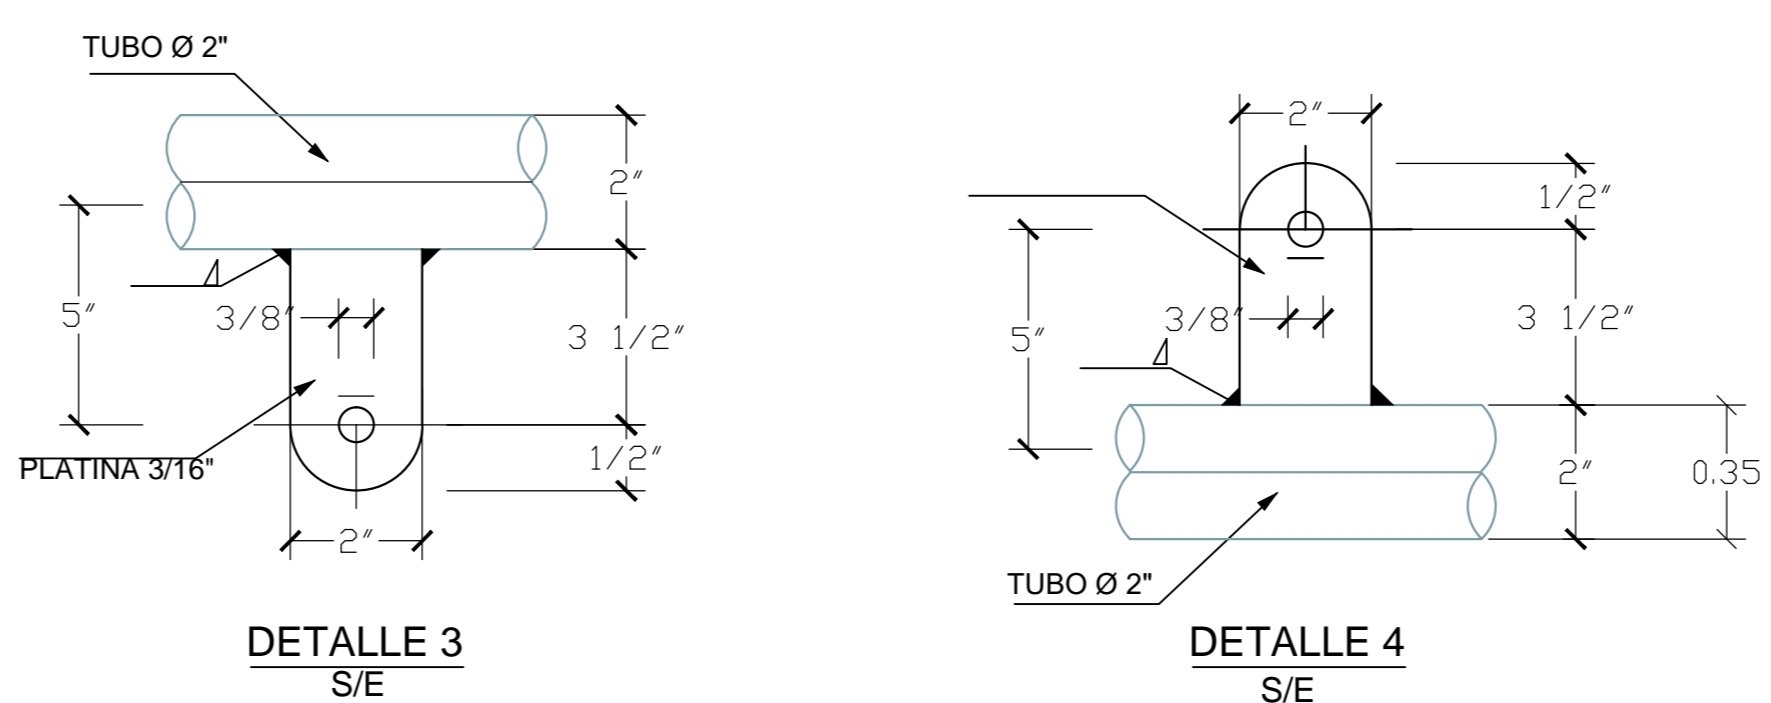 TUBO Ø 2"
2"
5"
3/8"
3 1/2"
PLATINA 3/16"
1/2"
2"
DETALLE 3
S/E
2"
1/2"
3/8"
3 1/2"
5"
2"
0.35
TUBO Ø 2"
DETALLE 4
S/E